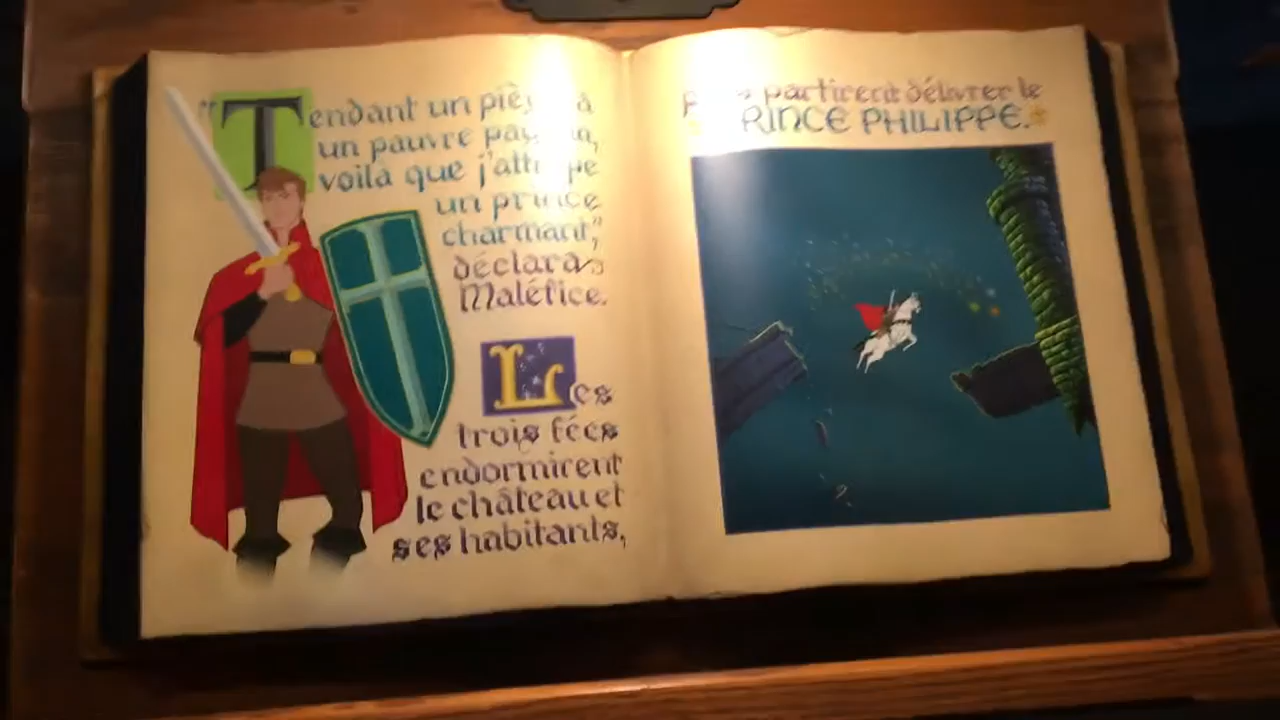 "Tendant un piège à
un pauvre paysan,
voilà que j'attrape
un prince
charmant,"
déclara
Maléfice.
Les
trois fées
endormirent
le château et
ses habitants,
partirent délivrer le
PRINCE PHILIPPE.